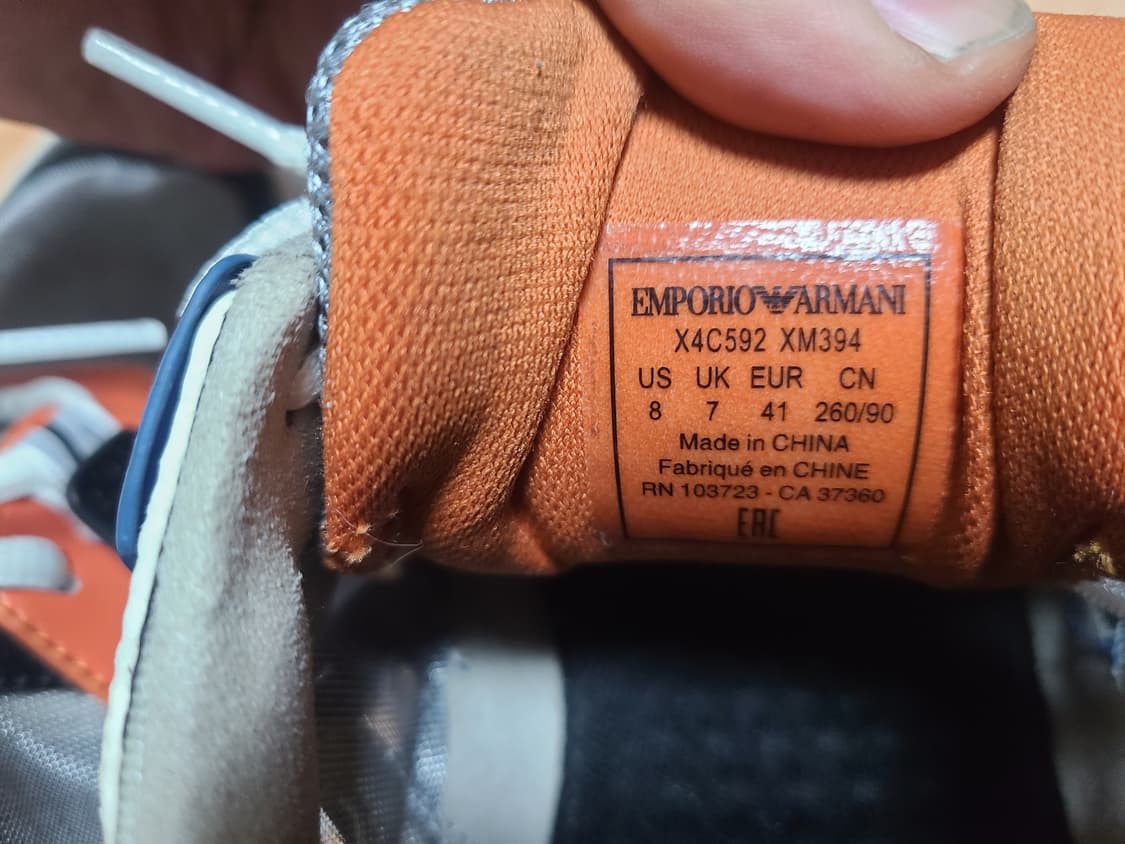 EMPORIO ARMANI
X4C592 XM394
US UK EUR CN
8 7 41 260/90
Made in CHINA
Fabriqué en CHINE
RN 103723 - CA 37360
EAC